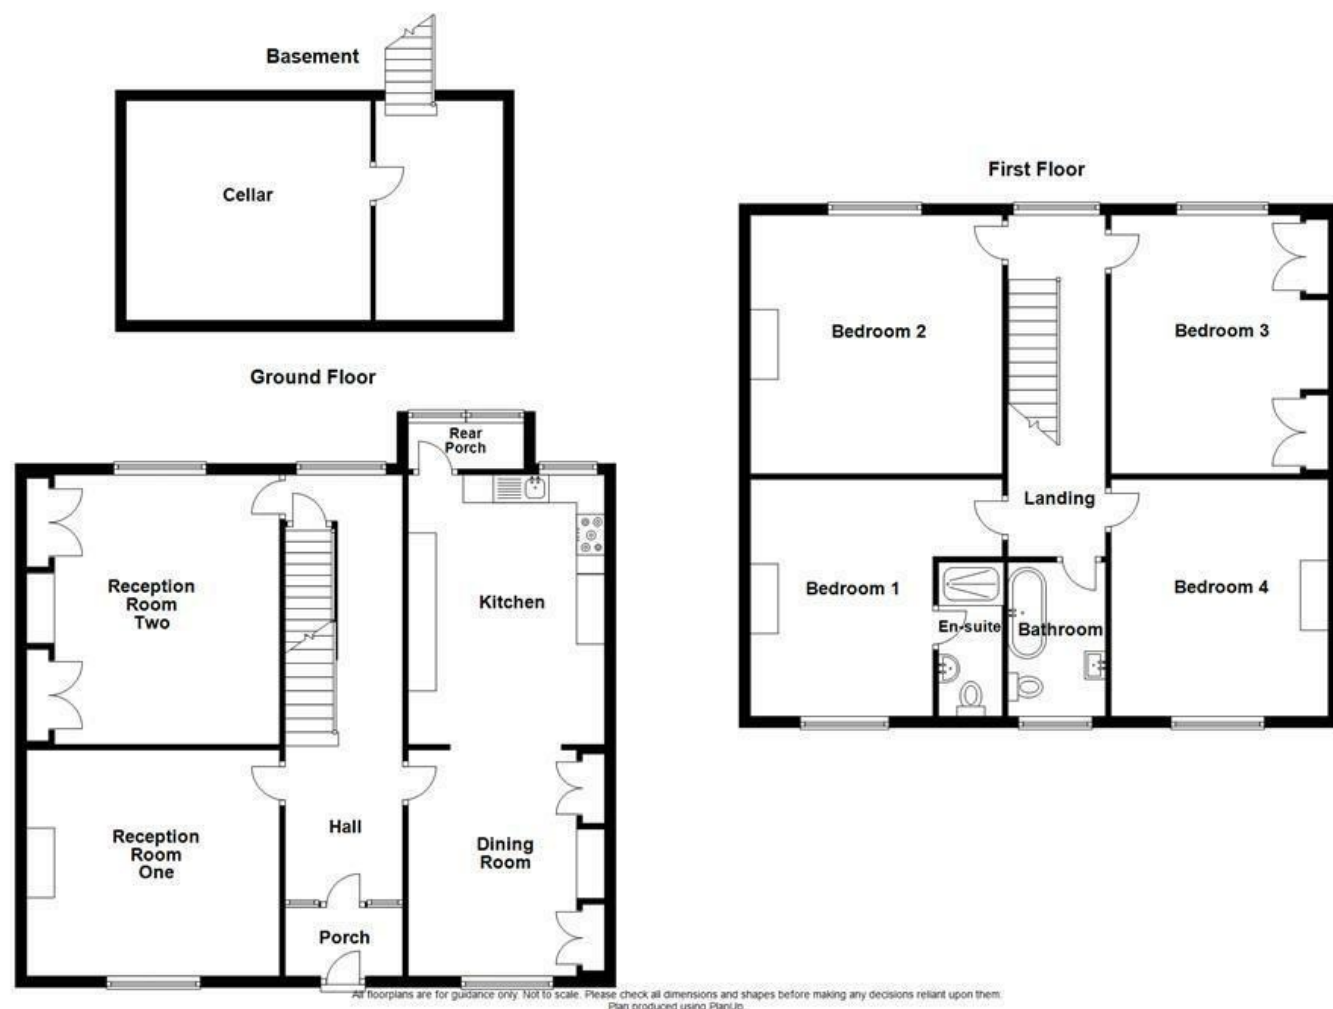 Basement
Cellar
Ground Floor
Rear
Porch
Reception
Room
Two
Kitchen
Reception
Room
One
Hall
Dining
Room
Porch
First Floor
Bedroom 2
Bedroom 3
Landing
Bedroom 1
En-suite
Bathroom
Bedroom 4
All floorplans are for guidance only. Not to scale. Please check all dimensions and shapes before making any decisions reliant upon them.
Plan produced using PlanUp.